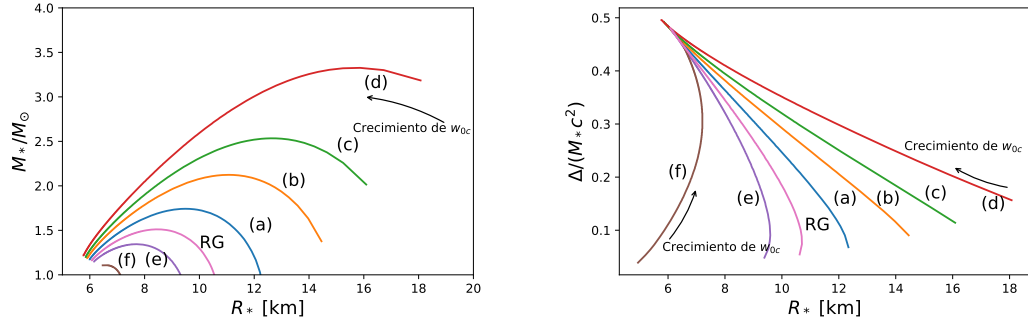 4.0
3.5
3.0
2.5
2.0
1.5
1.0
M*/M⊙
6 8 10 12 14 16 18 20
R* [km]
(d)
Crecimiento de w0c
(c)
(b)
(a)
RG
(f) (e)
0.5
0.4
0.3
0.2
0.1
Δ/(M*c²)
6 8 10 12 14 16 18
R* [km]
Crecimiento de w0c
(f)
(e)
(a)
(b)
(c)
(d)
RG
Crecimiento de w0c